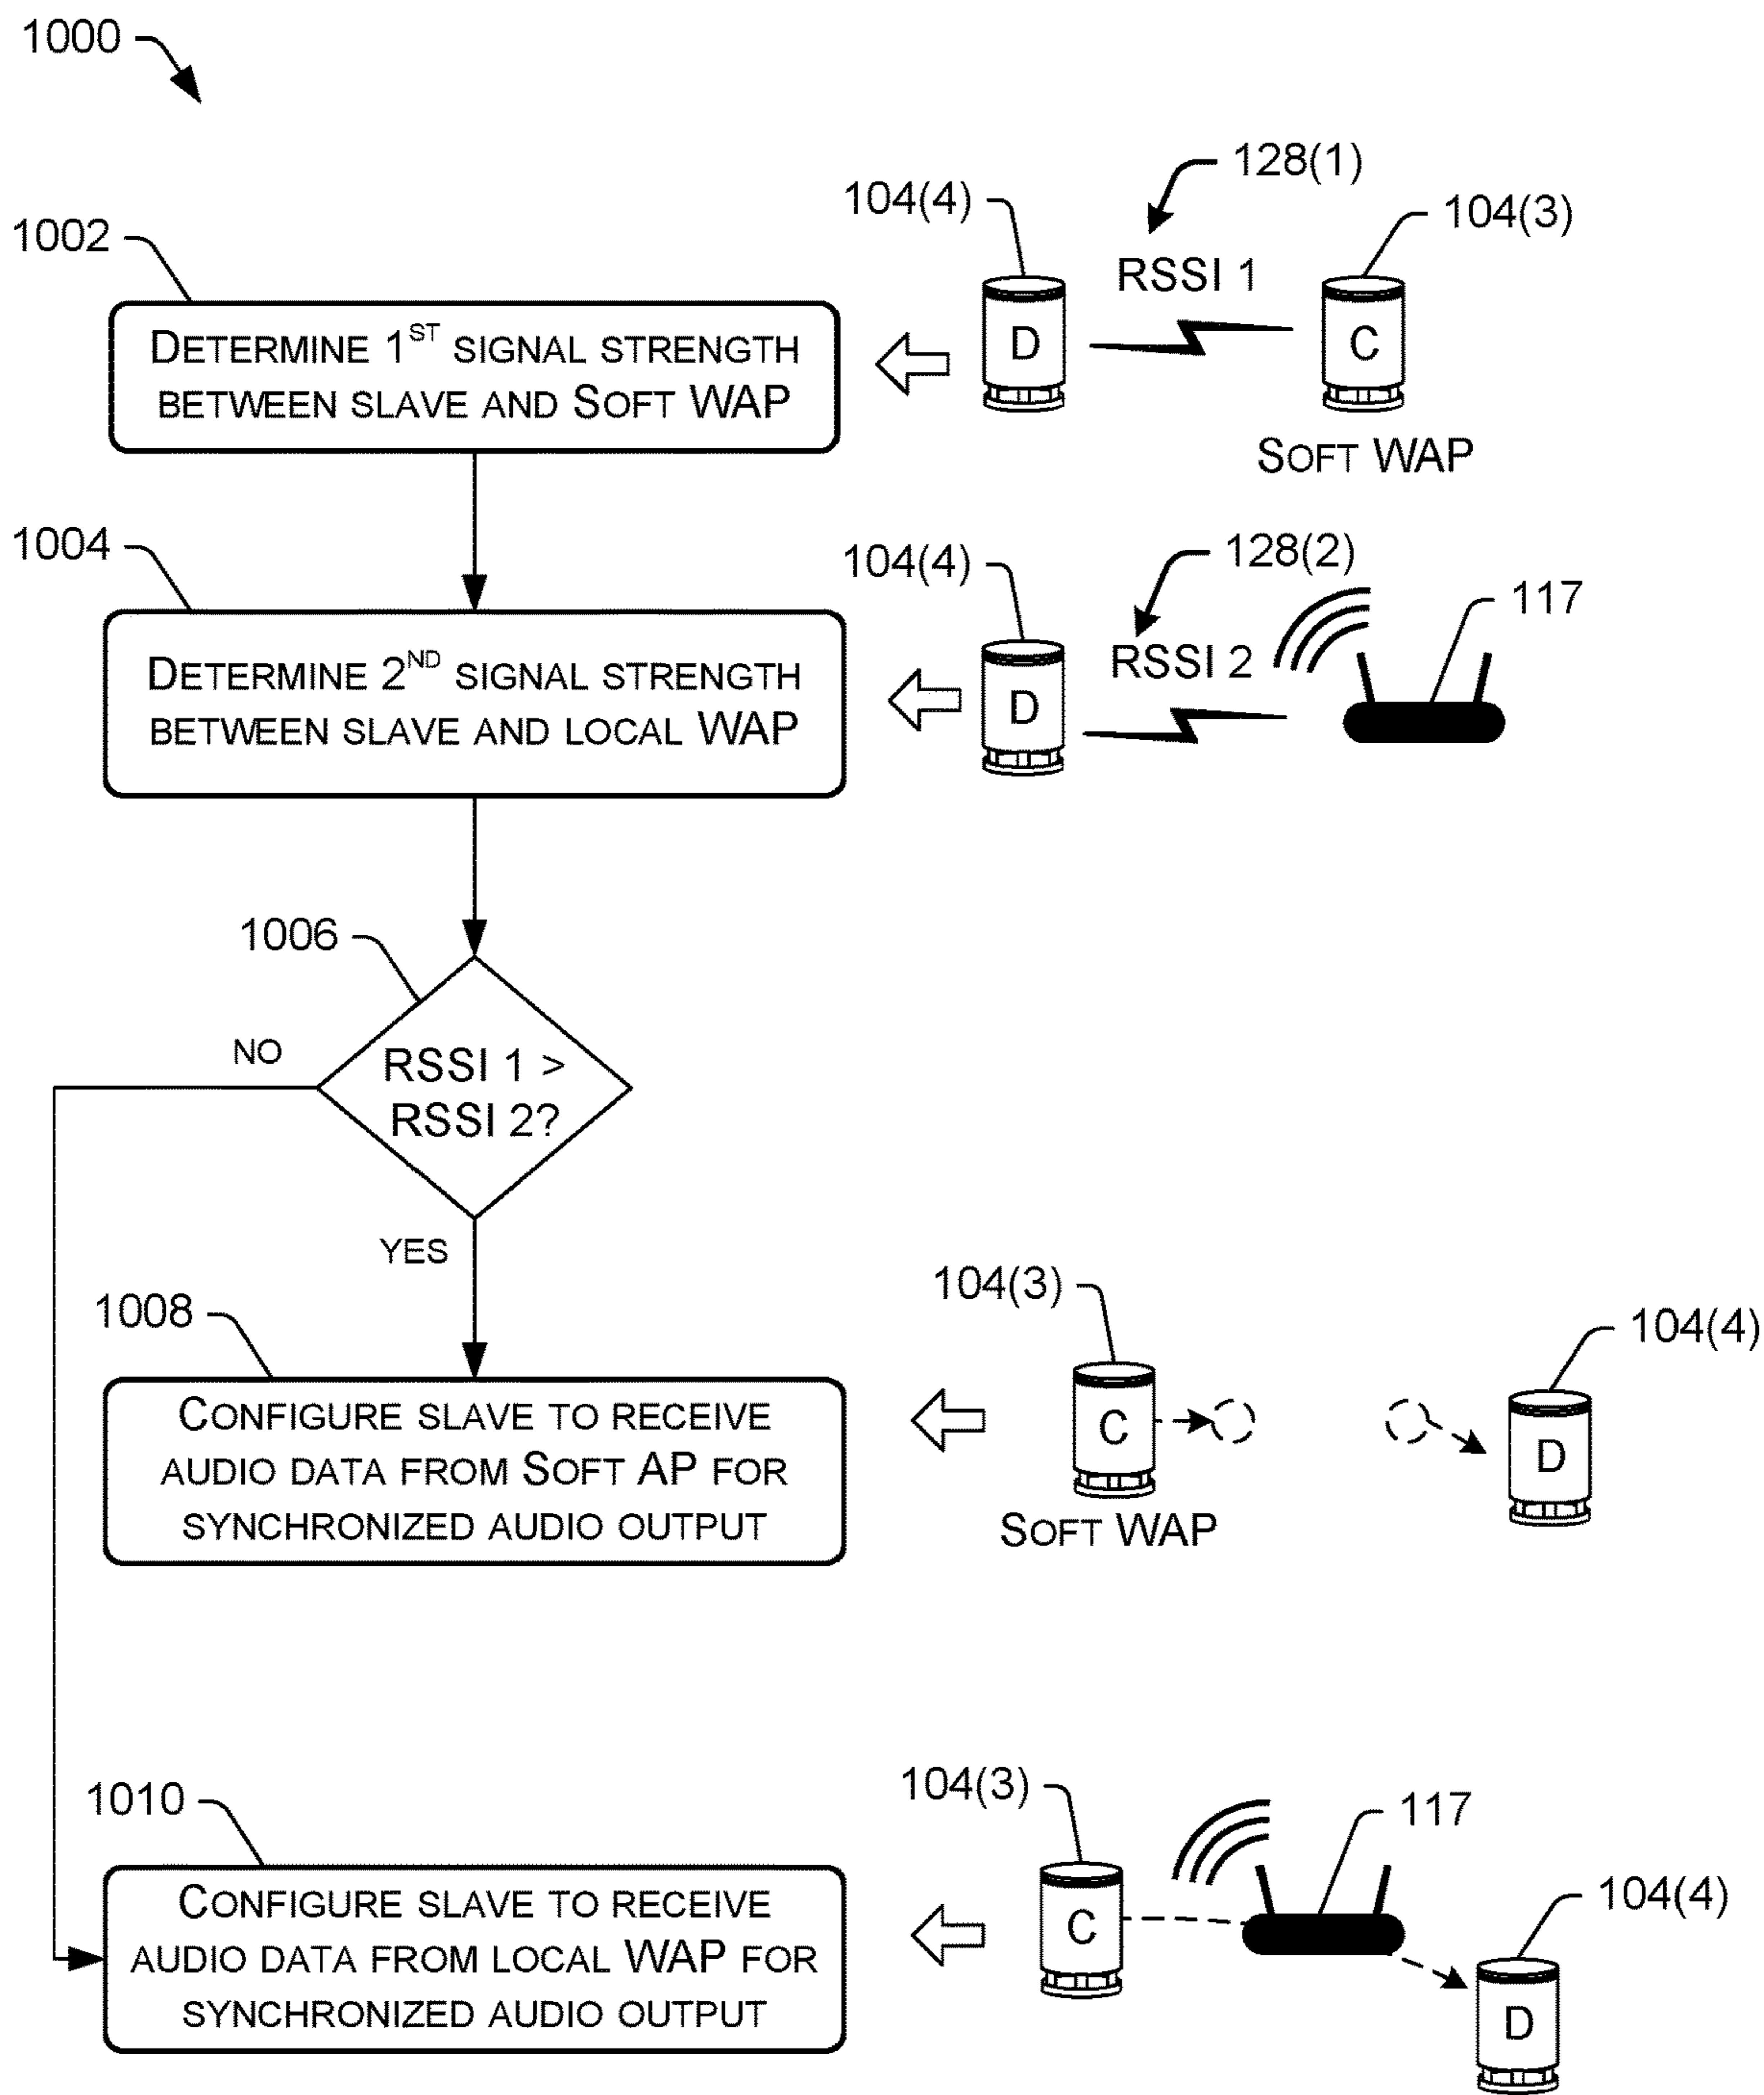 1000
128(1)
104(4)
104(3)
1002
RSSI 1
D
C
DETERMINE 1ST SIGNAL STRENGTH
BETWEEN SLAVE AND SOFT WAP
SOFT WAP
1004
104(4)
128(2)
117
RSSI 2
D
DETERMINE 2ND SIGNAL STRENGTH
BETWEEN SLAVE AND LOCAL WAP
1006
NO
RSSI 1 >
RSSI 2?
YES
1008
104(3)
104(4)
CONFIGURE SLAVE TO RECEIVE
AUDIO DATA FROM SOFT AP FOR
SYNCHRONIZED AUDIO OUTPUT
C
D
SOFT WAP
1010
104(3)
117
104(4)
CONFIGURE SLAVE TO RECEIVE
AUDIO DATA FROM LOCAL WAP FOR
SYNCHRONIZED AUDIO OUTPUT
C
D